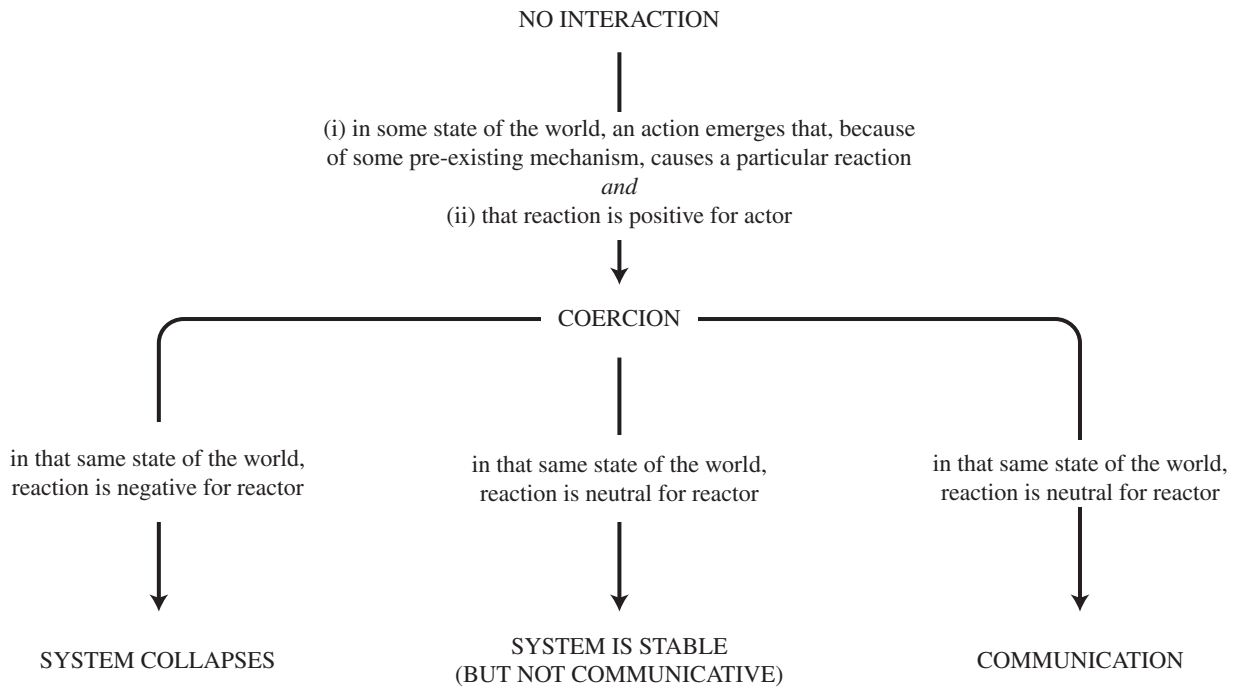 NO INTERACTION
(i) in some state of the world, an action emerges that, because
of some pre-existing mechanism, causes a particular reaction
and
(ii) that reaction is positive for actor
COERCION
in that same state of the world,
reaction is negative for reactor
in that same state of the world,
reaction is neutral for reactor
in that same state of the world,
reaction is neutral for reactor
SYSTEM COLLAPSES
SYSTEM IS STABLE
(BUT NOT COMMUNICATIVE)
COMMUNICATION